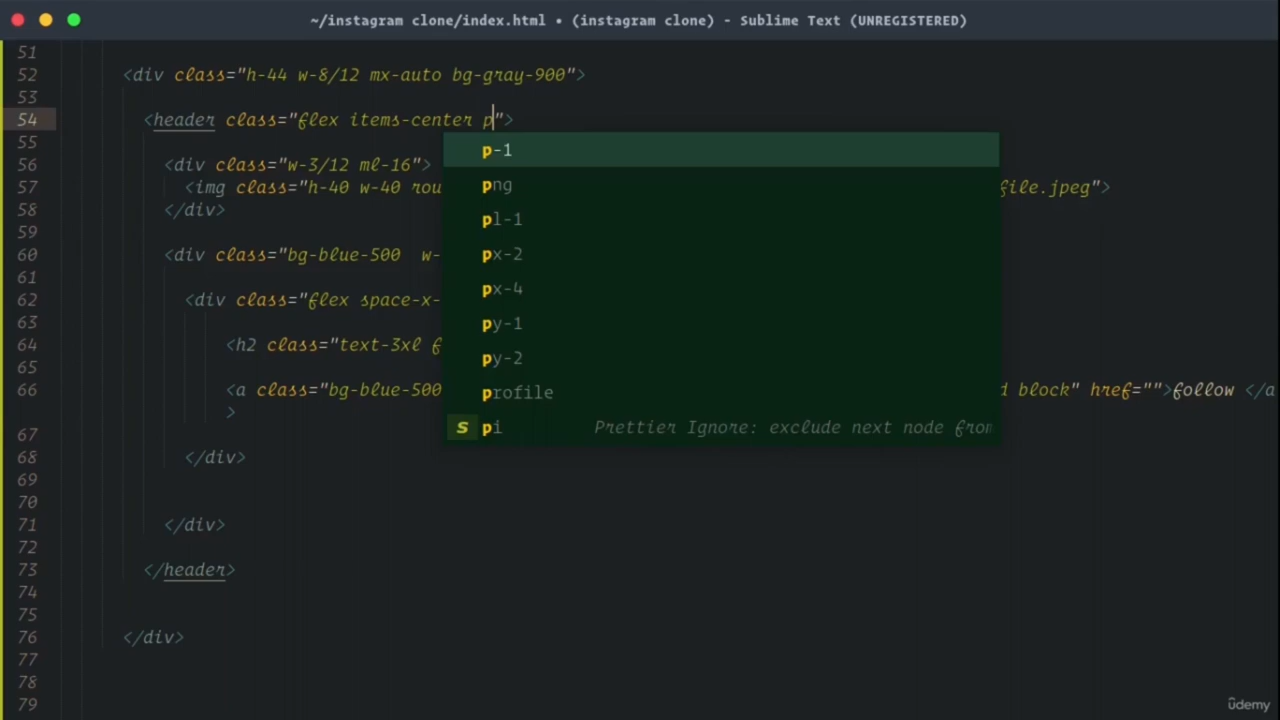 ~/instagram clone/index.html • (instagram clone) - Sublime Text (UNREGISTERED)
51
52 <div class="h-44 w-8/12 mx-auto bg-gray-900">
53
54 <header class="flex items-center p">
55 p-1
56 <div class="w-3/12 ml-16">
57 <img class="h-40 w-40 rou png file.jpeg">
58 </div> pl-1
59
60 <div class="bg-blue-500 w- px-2
61
62 <div class="flex space-x- px-4
63 py-1
64 <h2 class="text-3xl f py-2
65
66 <a class="bg-blue-500 profile d block" href="">follow </a
>
67 S pi Prettier Ignore: exclude next node from
68 </div>
69
70
71 </div>
72
73 </header>
74
75
76 </div>
77
78
79
ûdemy